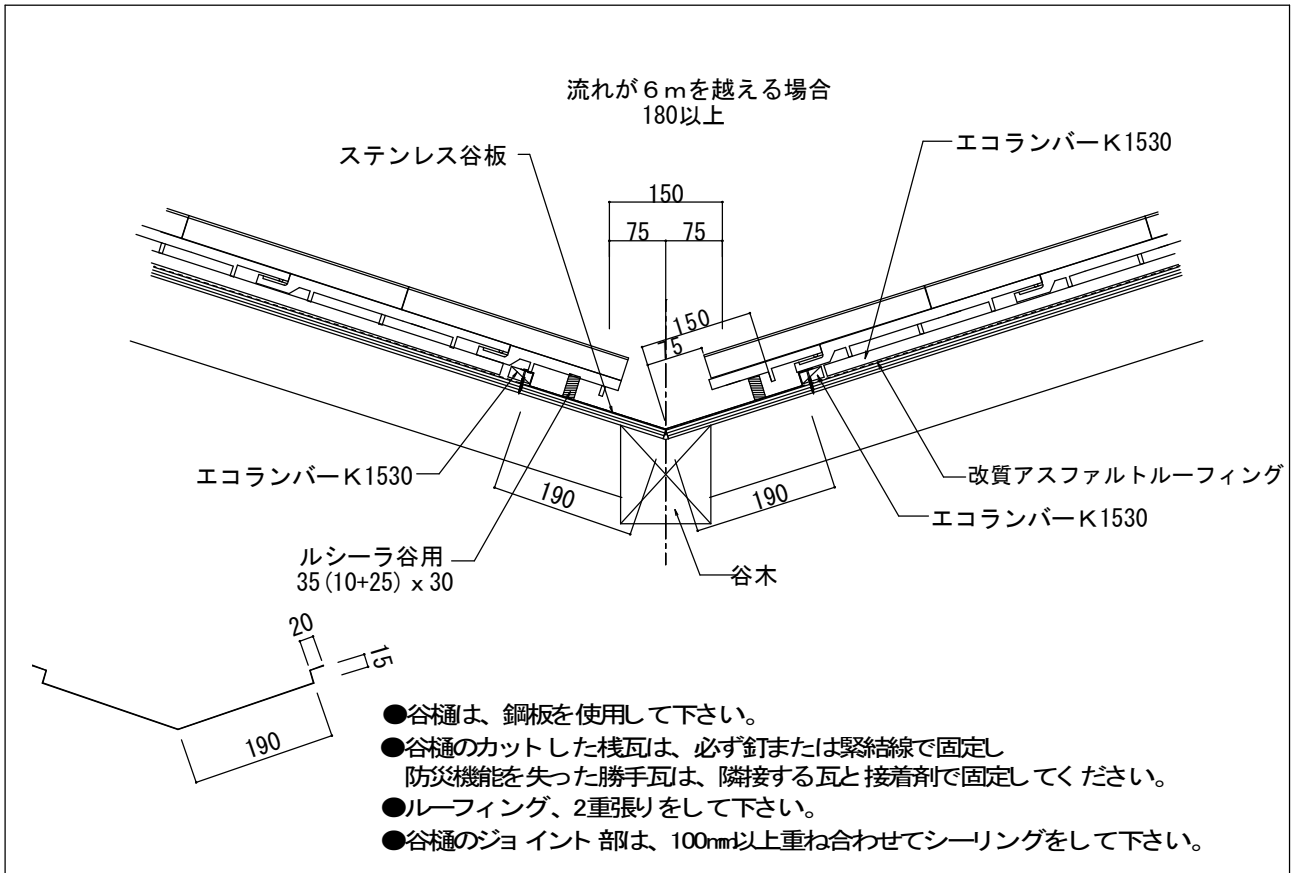 流れが６ｍを越える場合
180以上
ステンレス谷板
エコランバーＫ1530
150
75
75
150
75
エコランバーＫ1530
190
190
改質アスファルトルーフィング
エコランバーＫ1530
ルシーラ谷用
35(10+25) x 30
谷木
20
15
190
●谷樋は、鋼板を使用して下さい。
●谷樋のカットした桟瓦は、必ず釘または緊結線で固定し
防災機能を失った勝手瓦は、隣接する瓦と接着剤で固定してください。
●ルーフィング、2重張りをして下さい。
●谷樋のジョイント部は、100mm以上重ね合わせてシーリングをして下さい。